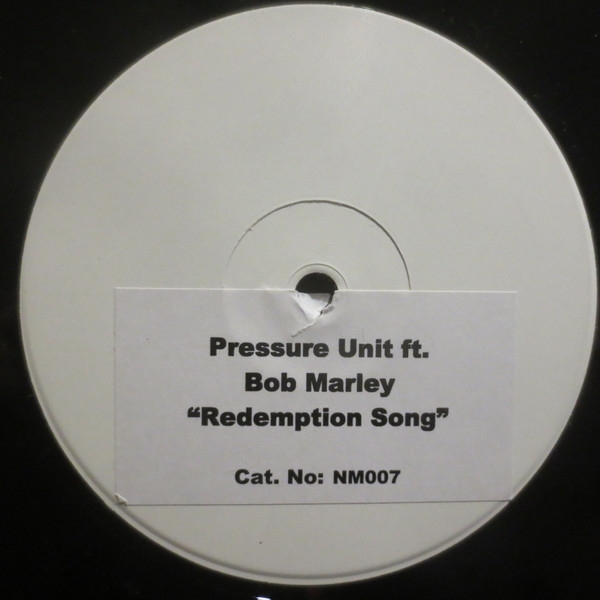 Pressure Unit ft.
Bob Marley
“Redemption Song”
Cat. No: NM007